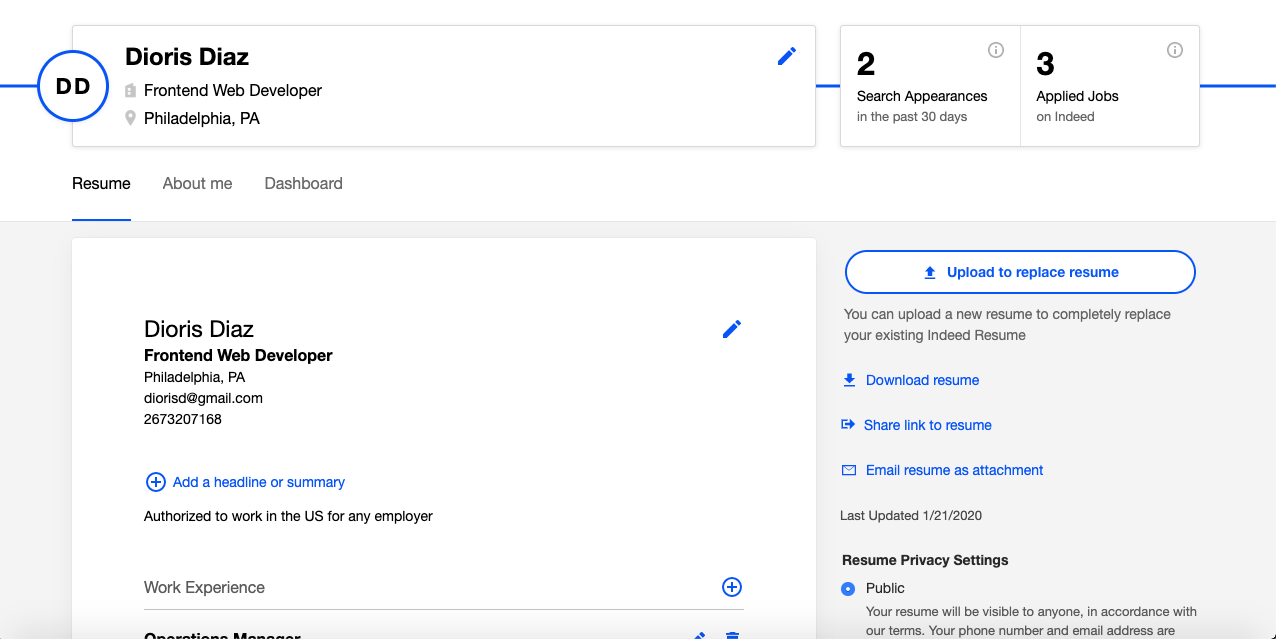 DD
Dioris Diaz
Frontend Web Developer
Philadelphia, PA
2
Search Appearances
in the past 30 days
3
Applied Jobs
on Indeed
Resume
About me
Dashboard
Dioris Diaz
Frontend Web Developer
Philadelphia, PA
diorisd@gmail.com
2673207168
Add a headline or summary
Authorized to work in the US for any employer
Work Experience
Operations Manager
Upload to replace resume
You can upload a new resume to completely replace
your existing Indeed Resume
Download resume
Share link to resume
Email resume as attachment
Last Updated 1/21/2020
Resume Privacy Settings
Public
Your resume will be visible to anyone, in accordance with
our terms. Your phone number and email address are